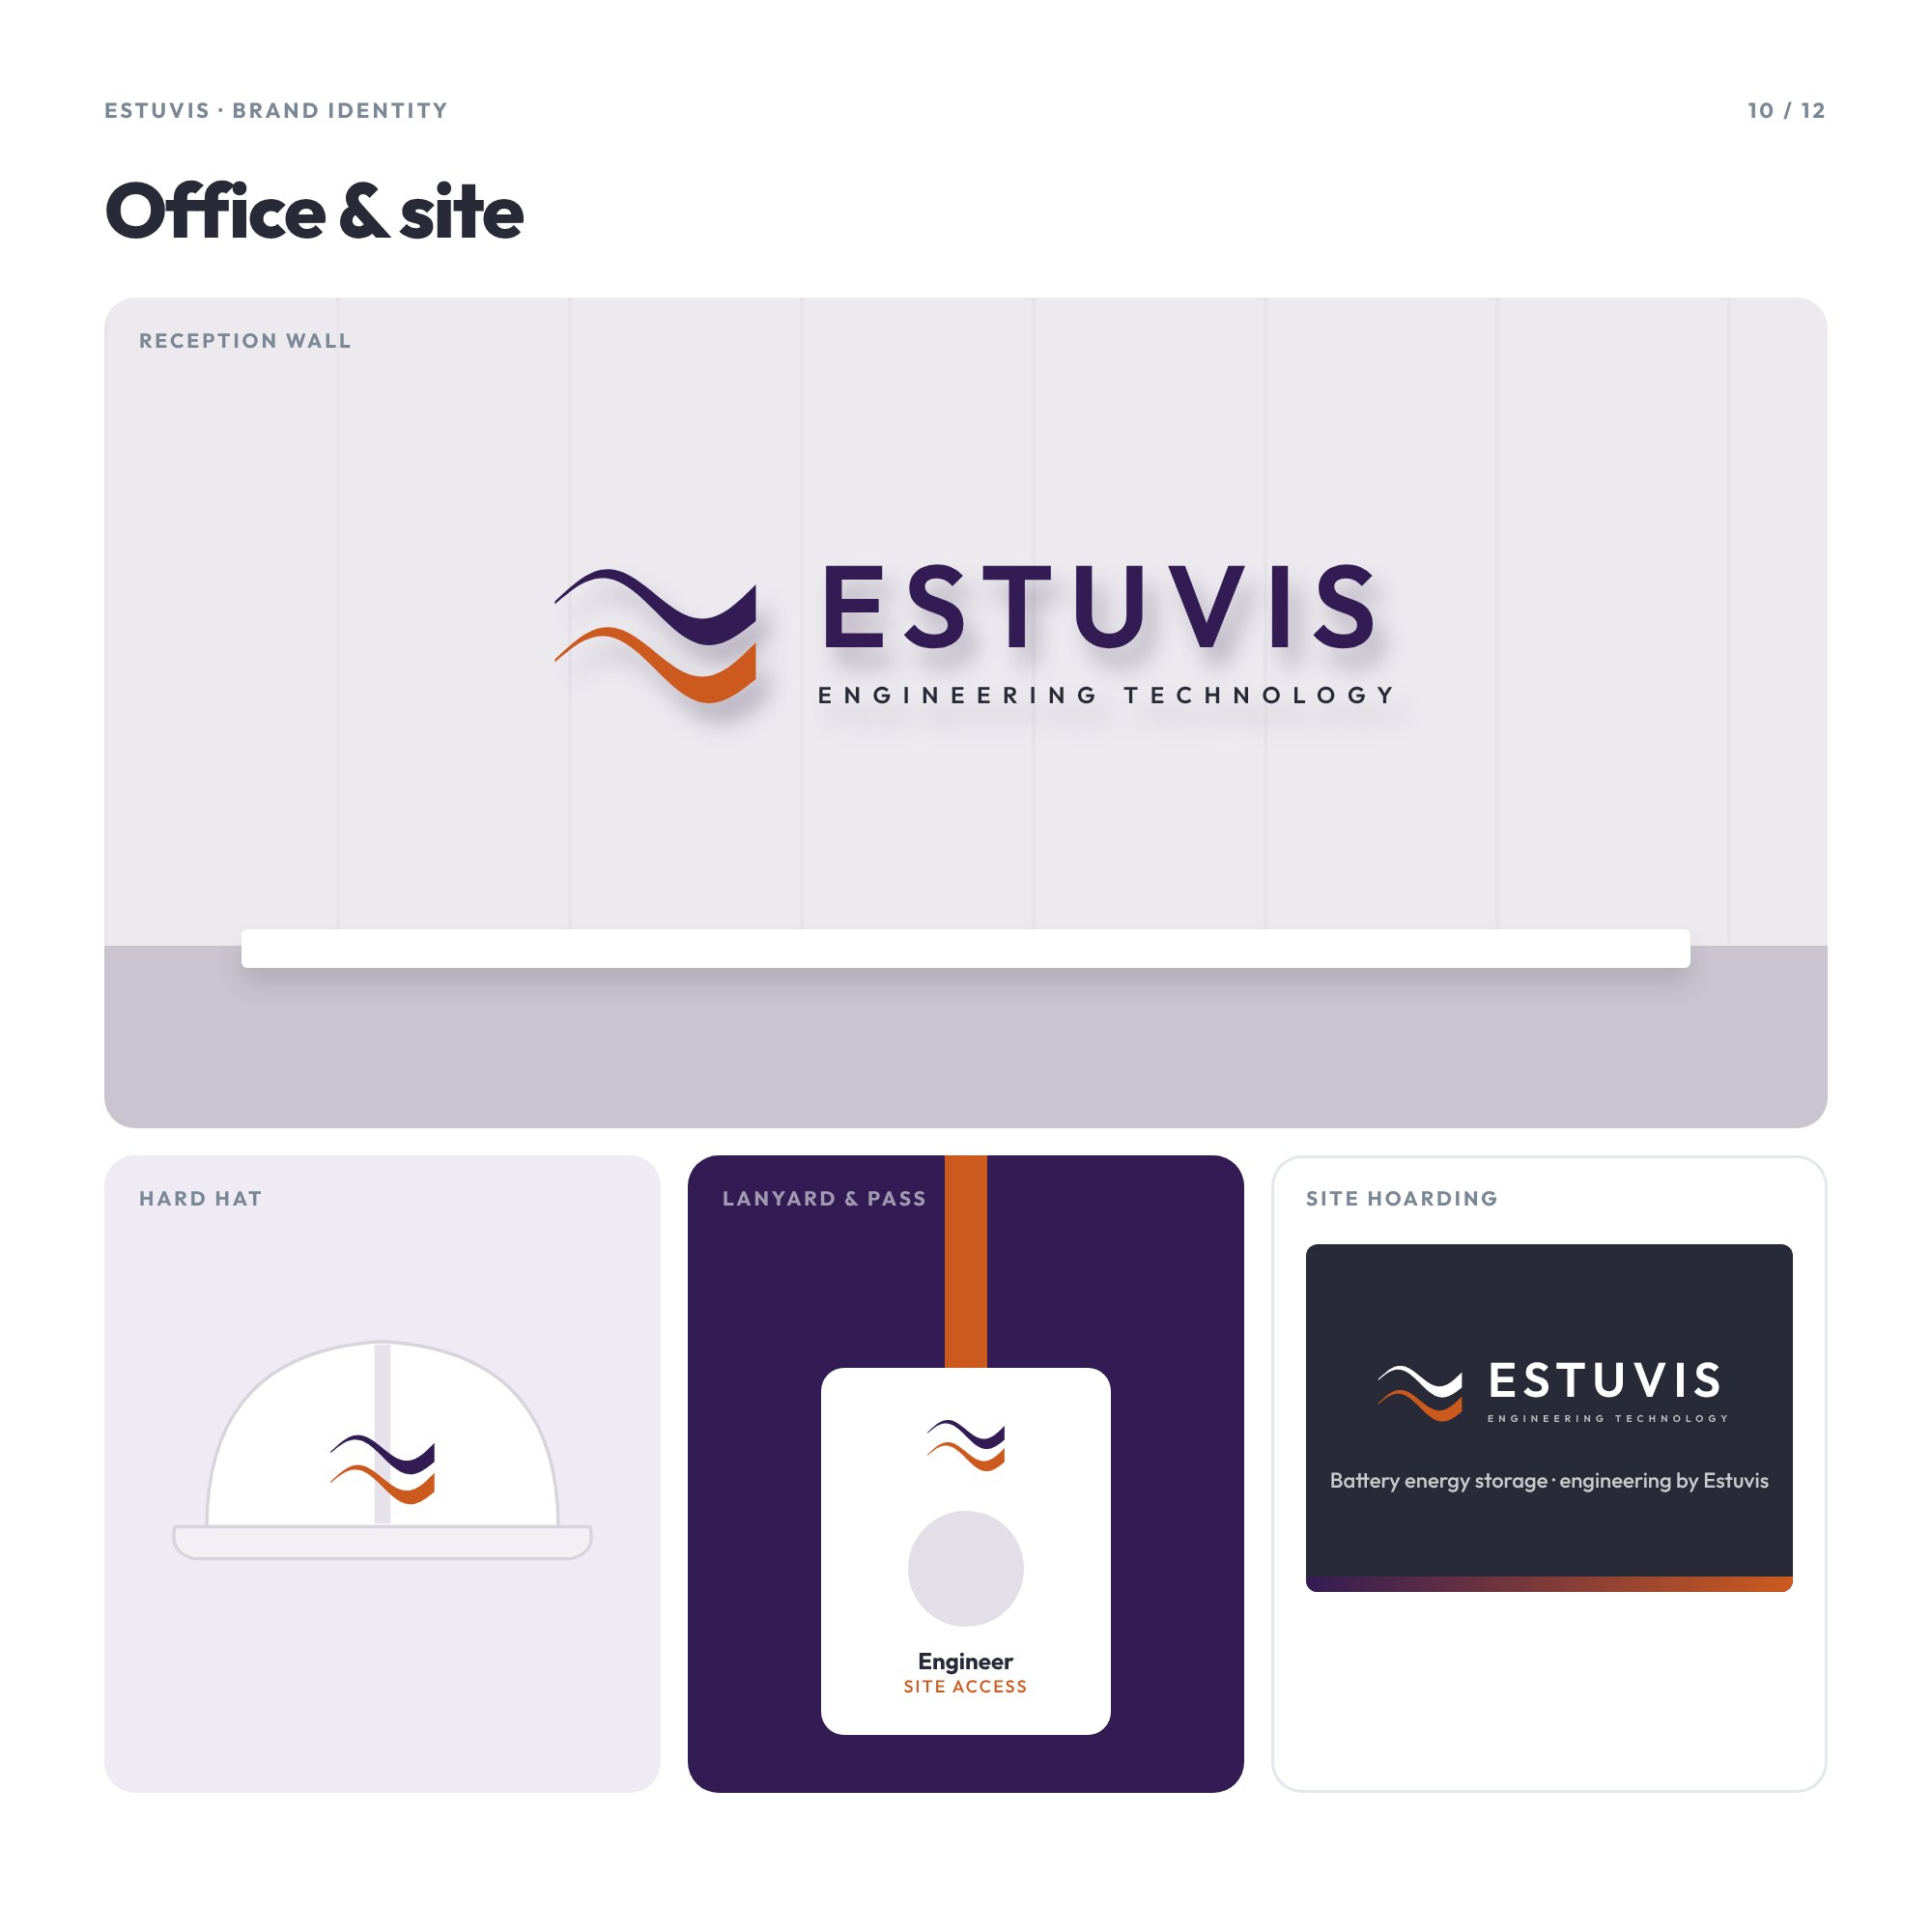 ESTUVIS · BRAND IDENTITY
10 / 12
Office & site
RECEPTION WALL
ESTUVIS
ENGINEERING TECHNOLOGY
HARD HAT
LANYARD & PASS
Engineer
SITE ACCESS
SITE HOARDING
ESTUVIS
ENGINEERING TECHNOLOGY
Battery energy storage · engineering by Estuvis